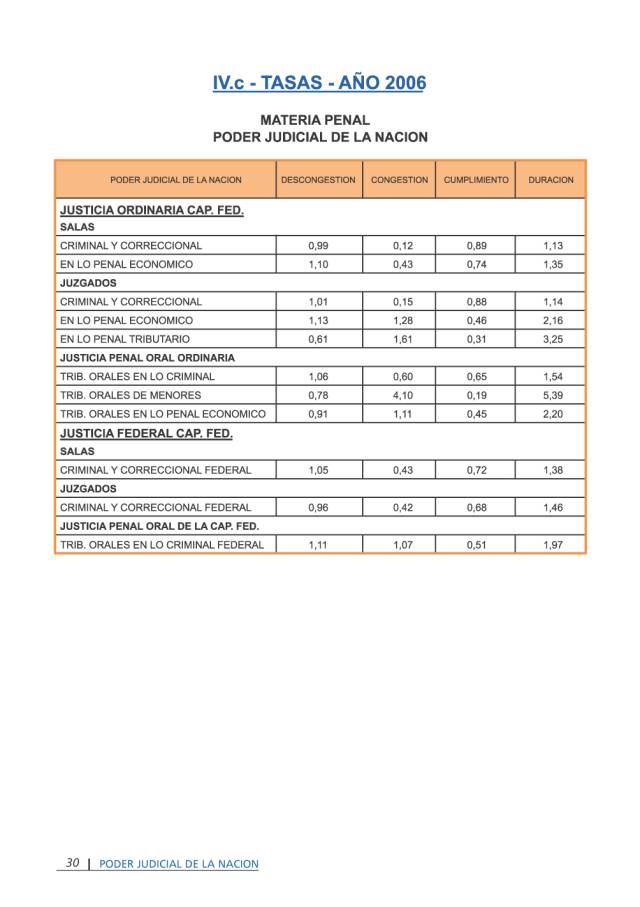 IV.c - TASAS - AÑO 2006
MATERIA PENAL
PODER JUDICIAL DE LA NACION
PODER JUDICIAL DE LA NACION DESCONGESTION CONGESTION CUMPLIMIENTO DURACION
JUSTICIA ORDINARIA CAP. FED.
SALAS
CRIMINAL Y CORRECCIONAL 0,99 0,12 0,89 1,13
EN LO PENAL ECONOMICO 1,10 0,43 0,74 1,35
JUZGADOS
CRIMINAL Y CORRECCIONAL 1,01 0,15 0,88 1,14
EN LO PENAL ECONOMICO 1,13 1,28 0,46 2,16
EN LO PENAL TRIBUTARIO 0,61 1,61 0,31 3,25
JUSTICIA PENAL ORAL ORDINARIA
TRIB. ORALES EN LO CRIMINAL 1,06 0,60 0,65 1,54
TRIB. ORALES DE MENORES 0,78 4,10 0,19 5,39
TRIB. ORALES EN LO PENAL ECONOMICO 0,91 1,11 0,45 2,20
JUSTICIA FEDERAL CAP. FED.
SALAS
CRIMINAL Y CORRECCIONAL FEDERAL 1,05 0,43 0,72 1,38
JUZGADOS
CRIMINAL Y CORRECCIONAL FEDERAL 0,96 0,42 0,68 1,46
JUSTICIA PENAL ORAL DE LA CAP. FED.
TRIB. ORALES EN LO CRIMINAL FEDERAL 1,11 1,07 0,51 1,97
30 | PODER JUDICIAL DE LA NACION